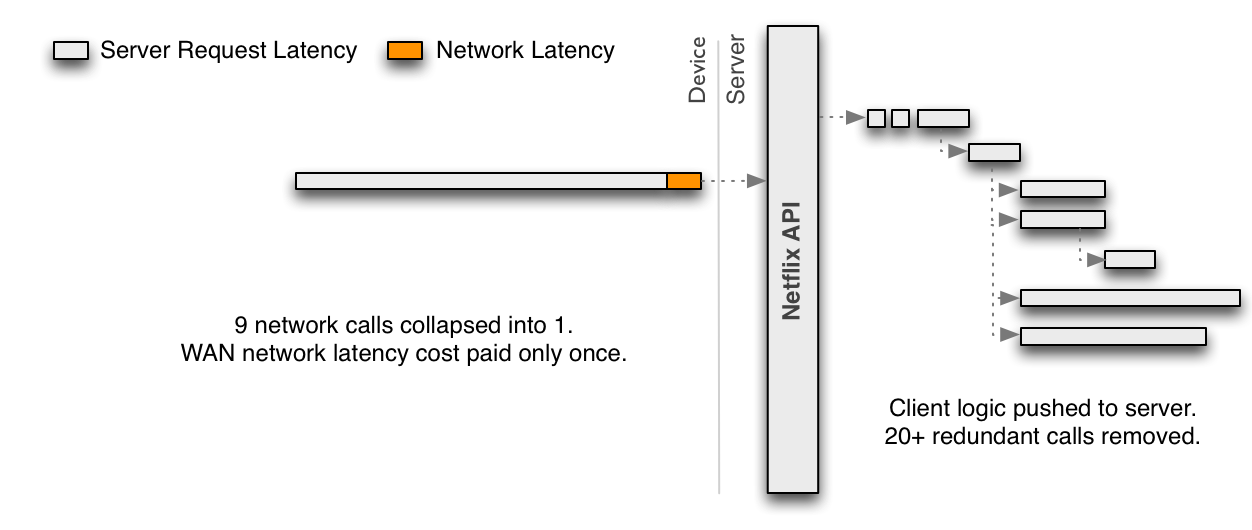 Server Request Latency
Network Latency
Device
Server
Netflix API
9 network calls collapsed into 1.
WAN network latency cost paid only once.
Client logic pushed to server.
20+ redundant calls removed.